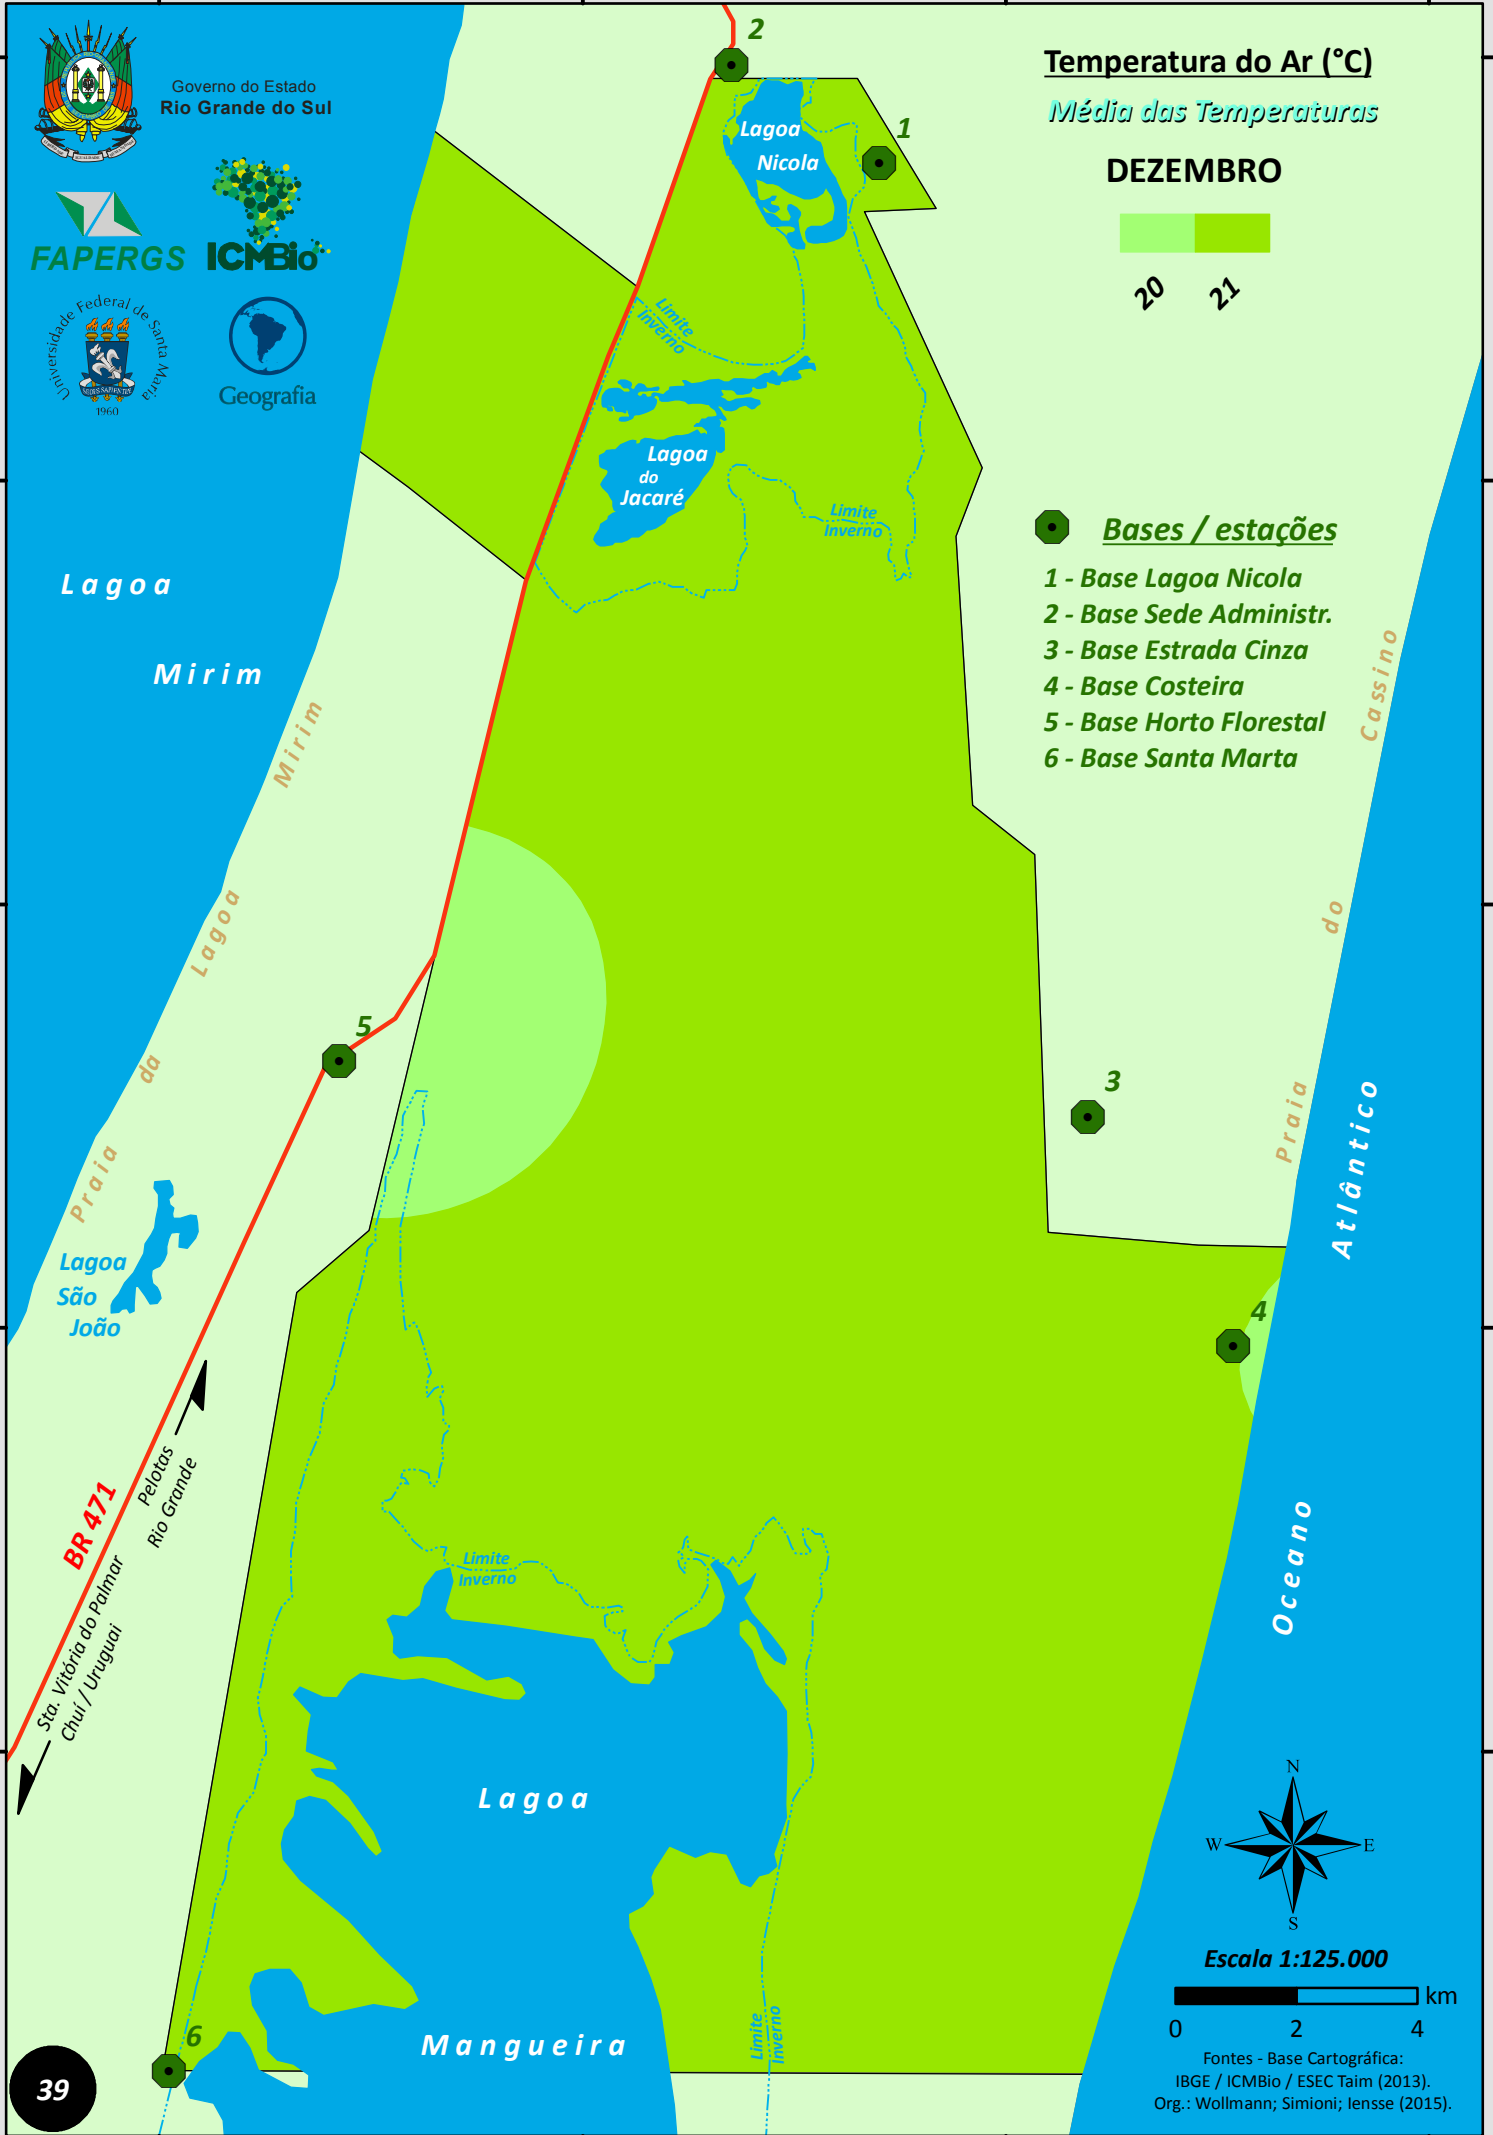 Governo do Estado
Rio Grande do Sul
FAPERGS
ICMBio
Universidade Federal de Santa Maria
1960
Geografia
Temperatura do Ar (°C)
Média das Temperaturas
DEZEMBRO
20 21
2
1
Lagoa
Nicola
Limite
Inverno
Lagoa
do
Jacaré
Limite
Inverno
Bases / estações
1 - Base Lagoa Nicola
2 - Base Sede Administr.
3 - Base Estrada Cinza
4 - Base Costeira
5 - Base Horto Florestal
6 - Base Santa Marta
Lagoa
Mirim
Praia da Lagoa Mirim
Praia do Cassino
5
3
4
Oceano Atlântico
Lagoa
São
João
BR 471
Pelotas
Rio Grande
Sta. Vitória do Palmar
Chuí / Uruguai
Limite
Inverno
Lagoa
Mangueira
Limite
Inverno
6
N
W E
S
Escala 1:125.000
km
0 2 4
Fontes - Base Cartográfica:
IBGE / ICMBio / ESEC Taim (2013).
Org.: Wollmann; Simioni; Iensse (2015).
39